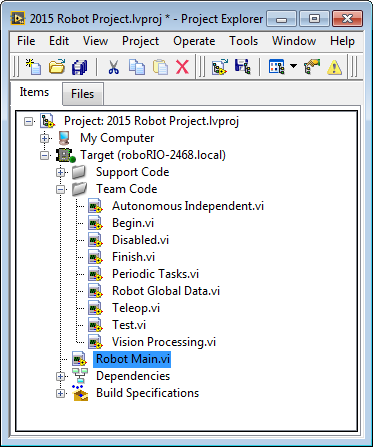 2015 Robot Project.lvproj * - Project Explorer
File Edit View Project Operate Tools Window Help
Items Files
Project: 2015 Robot Project.lvproj
My Computer
Target (roboRIO-2468.local)
Support Code
Team Code
Autonomous Independent.vi
Begin.vi
Disabled.vi
Finish.vi
Periodic Tasks.vi
Robot Global Data.vi
Teleop.vi
Test.vi
Vision Processing.vi
Robot Main.vi
Dependencies
Build Specifications